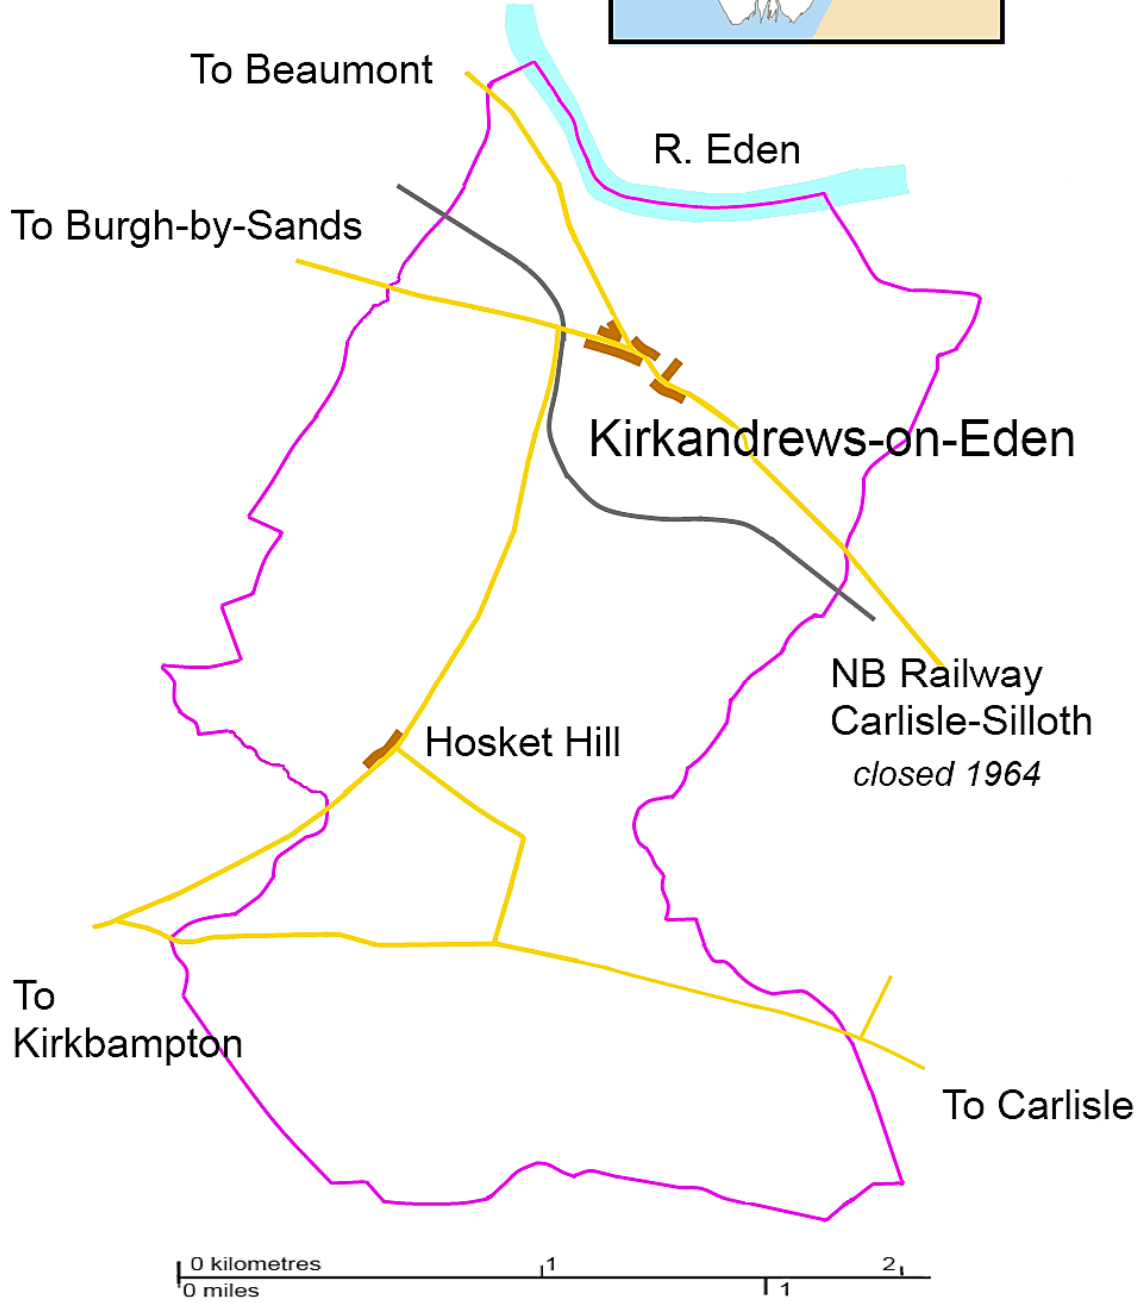 To Beaumont
R. Eden
To Burgh-by-Sands
Kirkandrews-on-Eden
NB Railway
Carlisle-Silloth
closed 1964
Hosket Hill
To
Kirkbampton
To Carlisle
0 kilometres 1 2
0 miles 1